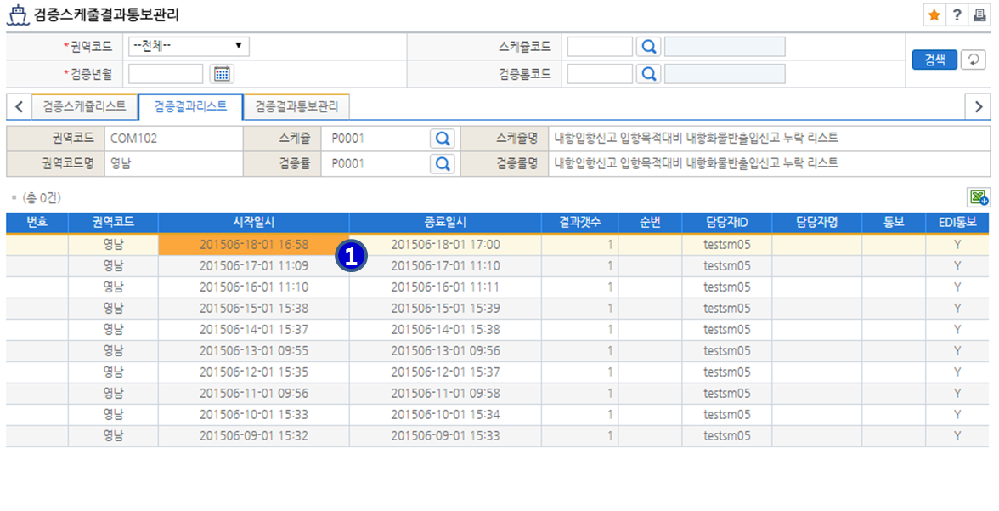 검증스케줄결과통보관리
?
*권역코드 --전체-- ▼ 스케쥴코드
*검증년월 검증룰코드
검색
검증스케쥴리스트 검증결과리스트 검증결과통보관리
권역코드 COM102 스케쥴 P0001 스케쥴명 내항입항신고 입항목적대비 내항화물반출입신고 누락 리스트
권역코드명 영남 검증률 P0001 검증룰명 내항입항신고 입항목적대비 내항화물반출입신고 누락 리스트
(총 0건)
번호 권역코드 시작일시 종료일시 결과갯수 순번 담당자ID 담당자명 통보 EDI통보
영남 201506-18-01 16:58 201506-18-01 17:00 1 testsm05 Y
1
영남 201506-17-01 11:09 201506-17-01 11:10 1 testsm05 Y
영남 201506-16-01 11:10 201506-16-01 11:11 1 testsm05 Y
영남 201506-15-01 15:38 201506-15-01 15:39 1 testsm05 Y
영남 201506-14-01 15:37 201506-14-01 15:38 1 testsm05 Y
영남 201506-13-01 09:55 201506-13-01 09:56 1 testsm05 Y
영남 201506-12-01 15:35 201506-12-01 15:37 1 testsm05 Y
영남 201506-11-01 09:56 201506-11-01 09:58 1 testsm05 Y
영남 201506-10-01 15:33 201506-10-01 15:34 1 testsm05 Y
영남 201506-09-01 15:32 201506-09-01 15:33 1 testsm05 Y